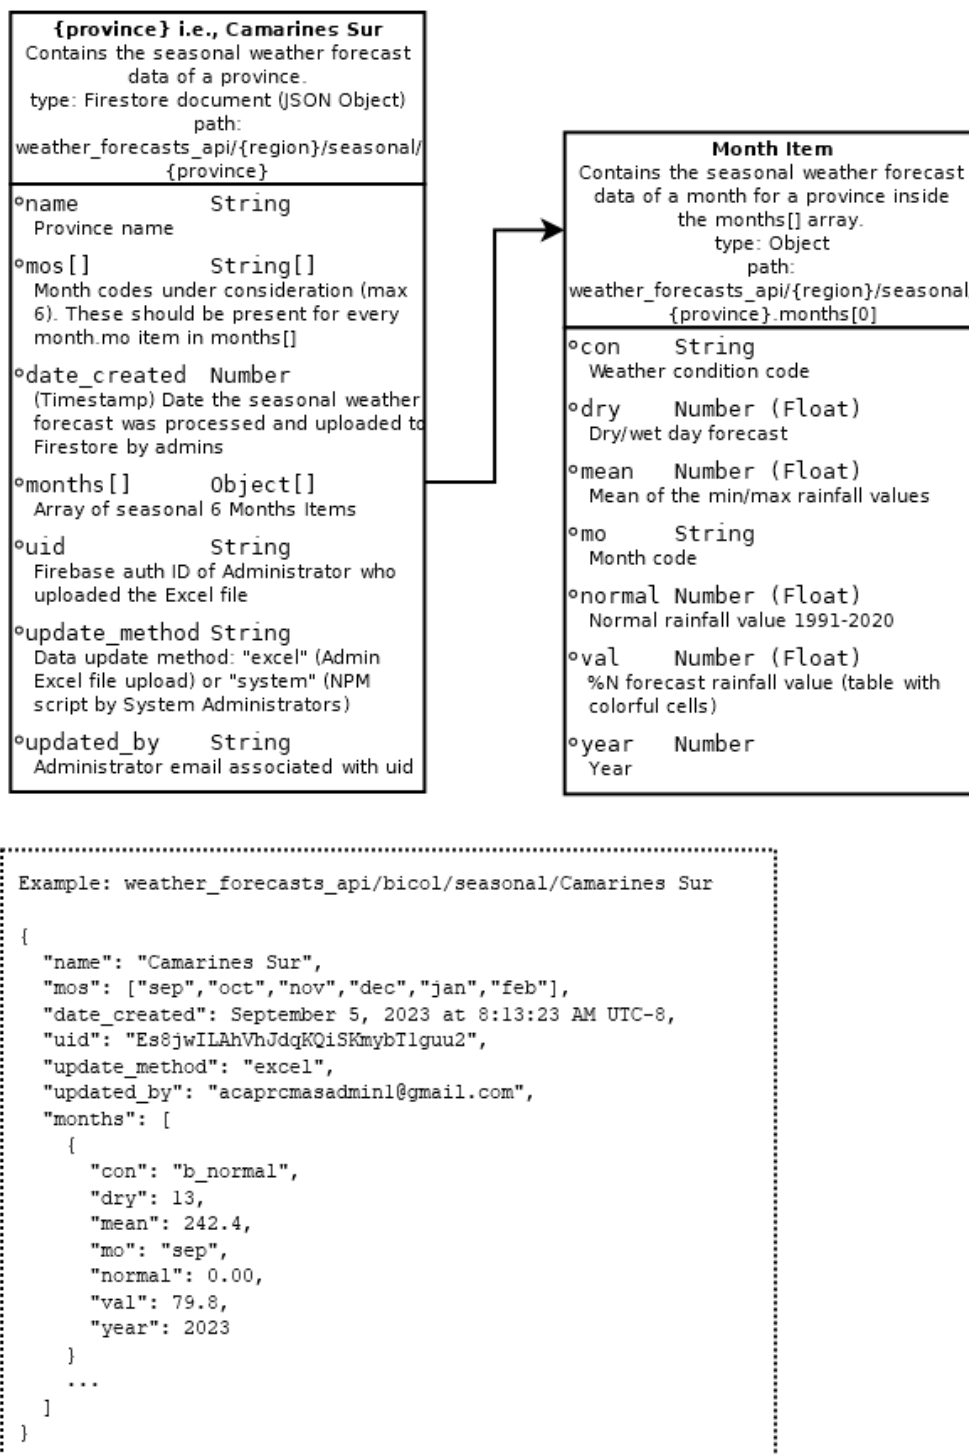 {province} i.e., Camarines Sur
Contains the seasonal weather forecast
data of a province.
type: Firestore document (JSON Object)
path:
weather_forecasts_api/{region}/seasonal/
{province}
name String
Province name
mos[] String[]
Month codes under consideration (max
6). These should be present for every
month.mo item in months[]
date_created Number
(Timestamp) Date the seasonal weather
forecast was processed and uploaded to
Firestore by admins
months[] Object[]
Array of seasonal 6 Months Items
uid String
Firebase auth ID of Administrator who
uploaded the Excel file
update_method String
Data update method: "excel" (Admin
Excel file upload) or "system" (NPM
script by System Administrators)
updated_by String
Administrator email associated with uid
Month Item
Contains the seasonal weather forecast
data of a month for a province inside
the months[] array.
type: Object
path:
weather_forecasts_api/{region}/seasonal/
{province}.months[0]
con String
Weather condition code
dry Number (Float)
Dry/wet day forecast
mean Number (Float)
Mean of the min/max rainfall values
mo String
Month code
normal Number (Float)
Normal rainfall value 1991-2020
val Number (Float)
%N forecast rainfall value (table with
colorful cells)
year Number
Year
Example: weather_forecasts_api/bicol/seasonal/Camarines Sur
{
"name": "Camarines Sur",
"mos": ["sep","oct","nov","dec","jan","feb"],
"date_created": September 5, 2023 at 8:13:23 AM UTC-8,
"uid": "Es8jwILAhVhJdqKQiSKmybTlguu2",
"update_method": "excel",
"updated_by": "acaprcmasadmin1@gmail.com",
"months": [
{
"con": "b_normal",
"dry": 13,
"mean": 242.4,
"mo": "sep",
"normal": 0.00,
"val": 79.8,
"year": 2023
}
...
]
}